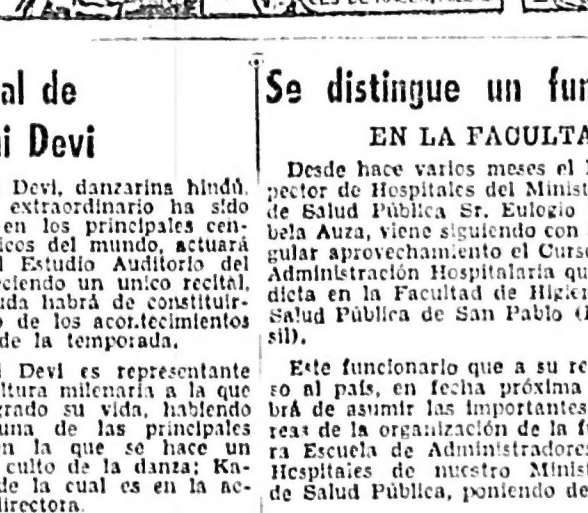 al de
i Devi
Devi, danzarina hindú.
extraordinario ha sido
en los principales cen-
icos del mundo, actuará
l Estudio Auditorio del
eciendo un unico recital.
uda habrá de constituir-
o de los acontecimientos
de la temporada.
i Devi es representante
ltura milenaria a la que
grado su vida, habiendo
una de las principales
en la que se hace un
culto de la danza; Ka-
de la cual es en la ac-
directora.
Se distingue un fun
EN LA FACULTA
Desde hace varios meses el
pector de Hospitales del Minist
de Salud Pública Sr. Eulogio
bela Auza, viene siguiendo con
gular aprovechamiento el Curs
Administración Hospitalaria qu
dicta en la Facultad de Higien
Salud Pública de San Pablo (
sil).
Este funcionario que a su re
so al país, en fecha próxima
brá de asumir las importantes
reas de la organización de la f
ra Escuela de Administradores
Hospitales de nuestro Minis
de Salud Pública, poniendo de